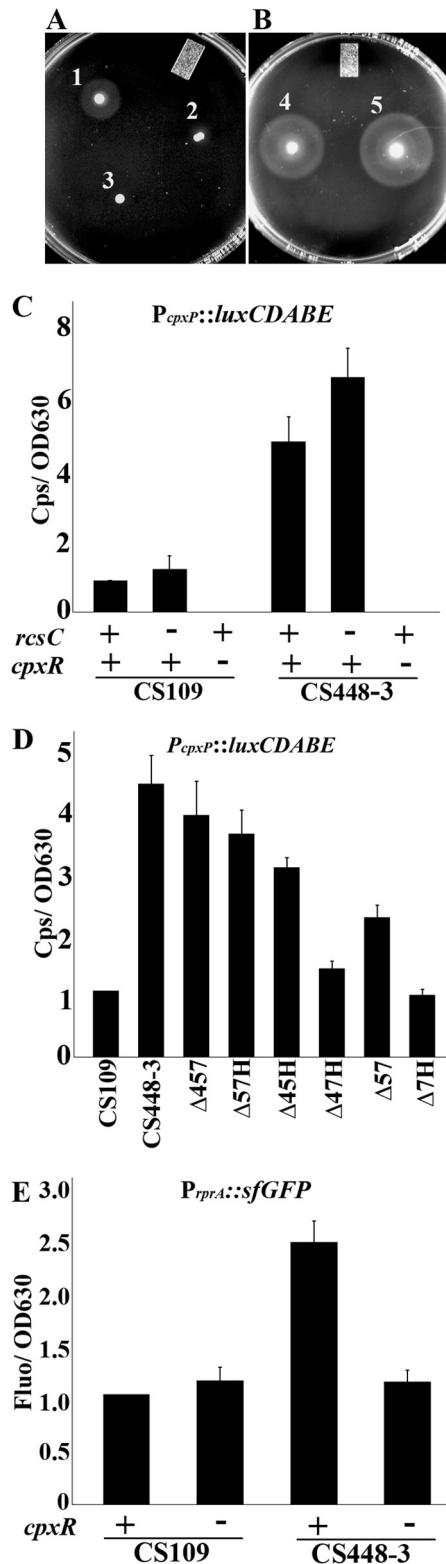 A
B
1
2
3
4
5
C
PcpxP::luxCDABE
Cps/ OD630
8
6
4
2
0
rcsC + - + + - +
cpxR + + - + + -
CS109 CS448-3
D
PcpxP::luxCDABE
Cps/ OD630
5
4
3
2
1
0
CS109 CS448-3 Δ457 Δ57H Δ45H Δ47H Δ57 Δ7H
E
PrprA::sfGFP
Fluo/ OD630
3.0
2.5
2.0
1.5
1.0
0.5
0
cpxR + - + -
CS109 CS448-3